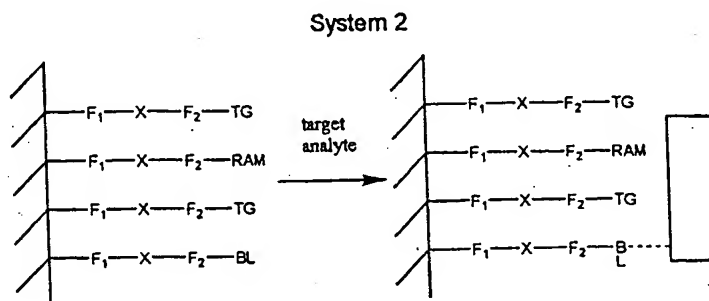 System 2
F₁—X—F₂—TG
F₁—X—F₂—RAM
F₁—X—F₂—TG
F₁—X—F₂—BL
target
analyte
F₁—X—F₂—TG
F₁—X—F₂—RAM
F₁—X—F₂—TG
F₁—X—F₂—B
L